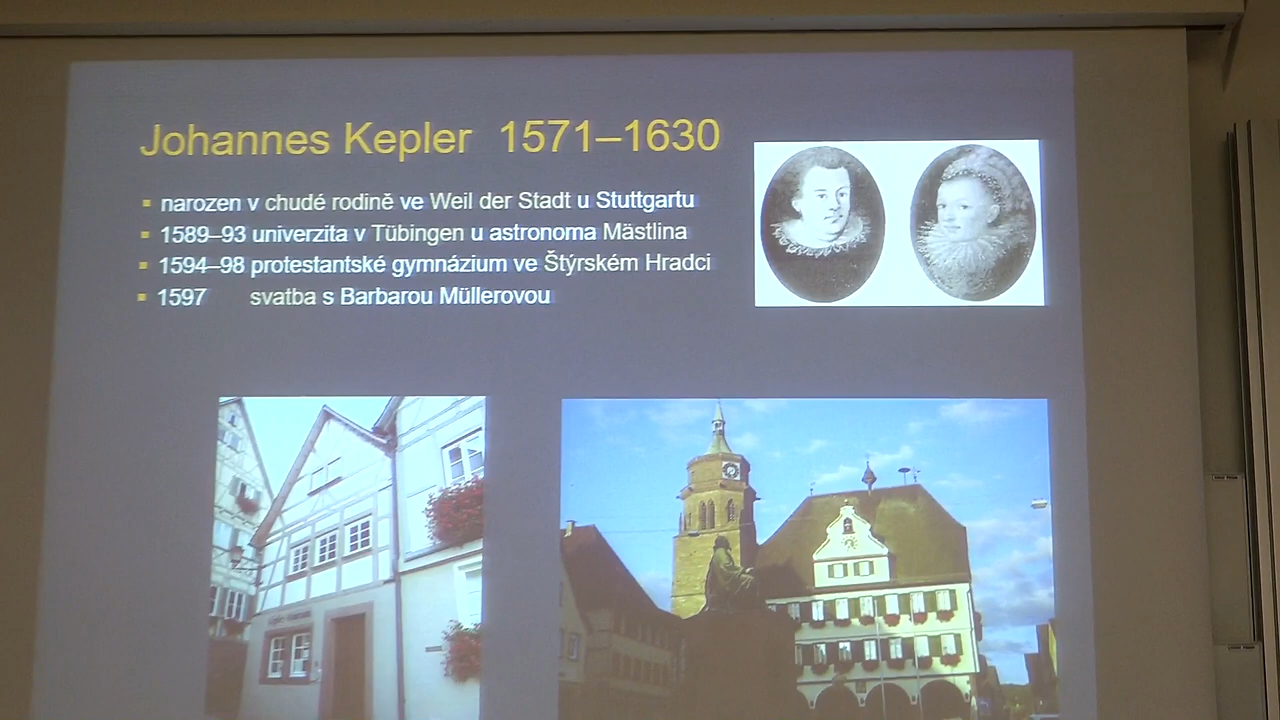 Johannes Kepler 1571–1630
narozen v chudé rodině ve Weil der Stadt u Stuttgartu
1589–93 univerzita v Tübingen u astronoma Mästlina
1594–98 protestantské gymnázium ve Štýrském Hradci
1597 svatba s Barbarou Müllerovou